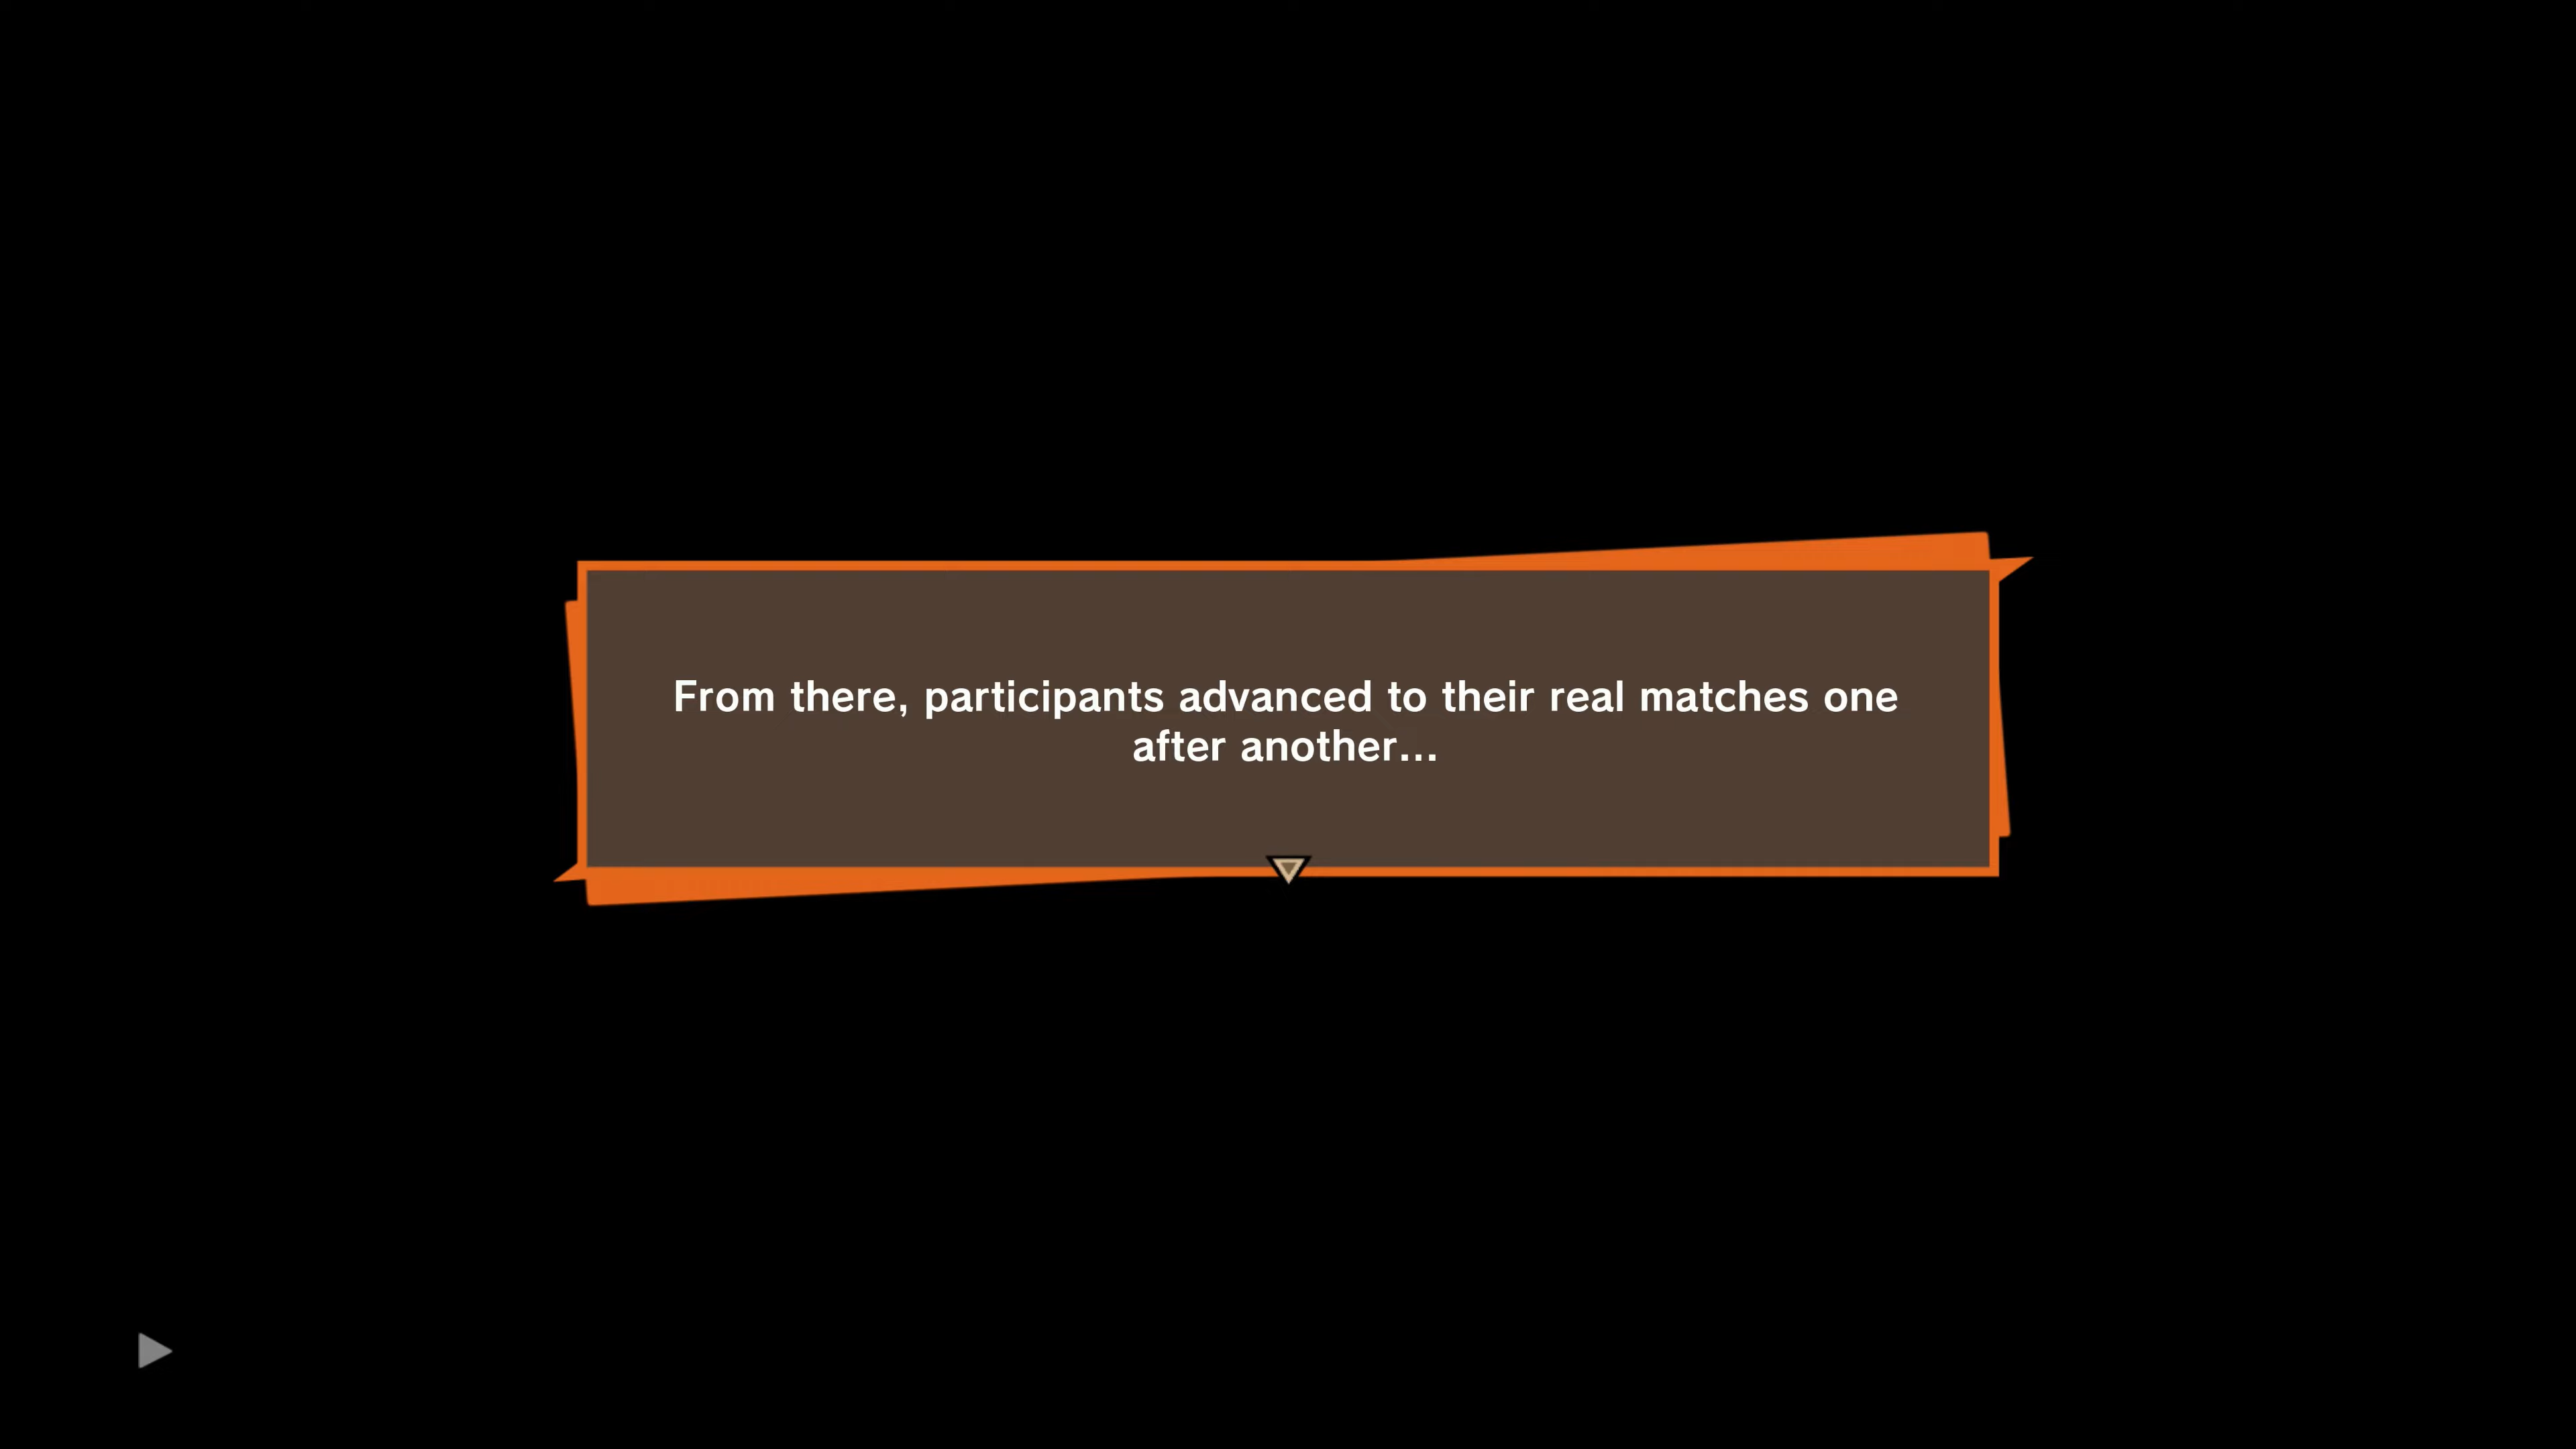 From there, participants advanced to their real matches one
after another...